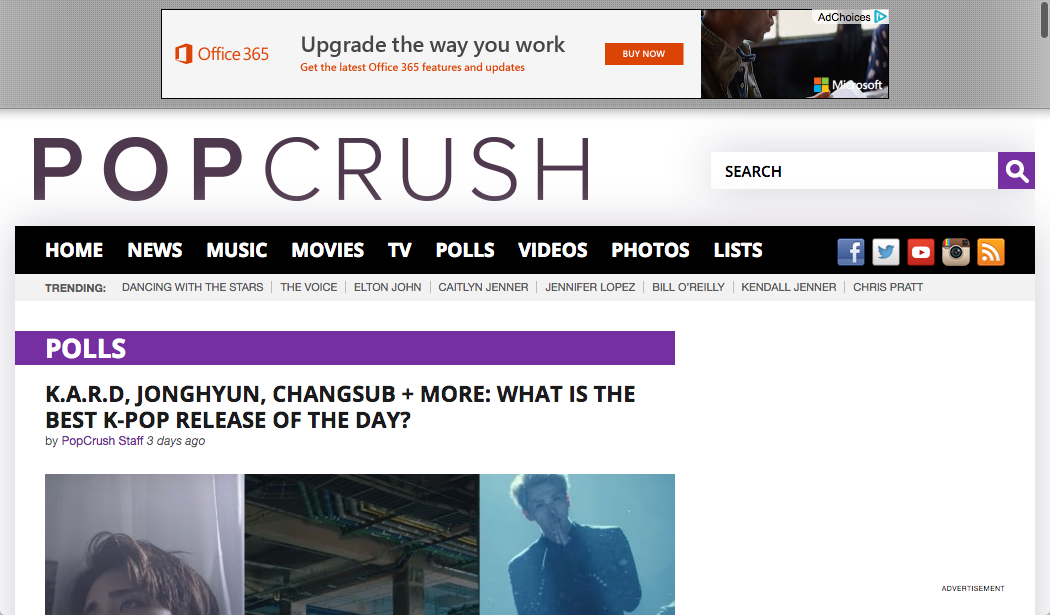 AdChoices
Office 365
Upgrade the way you work
Get the latest Office 365 features and updates
BUY NOW
Microsoft
POPCRUSH
SEARCH
HOME NEWS MUSIC MOVIES TV POLLS VIDEOS PHOTOS LISTS
TRENDING: DANCING WITH THE STARS THE VOICE ELTON JOHN CAITLYN JENNER JENNIFER LOPEZ BILL O'REILLY KENDALL JENNER CHRIS PRATT
POLLS
K.A.R.D, JONGHYUN, CHANGSUB + MORE: WHAT IS THE
BEST K-POP RELEASE OF THE DAY?
by PopCrush Staff 3 days ago
ADVERTISEMENT